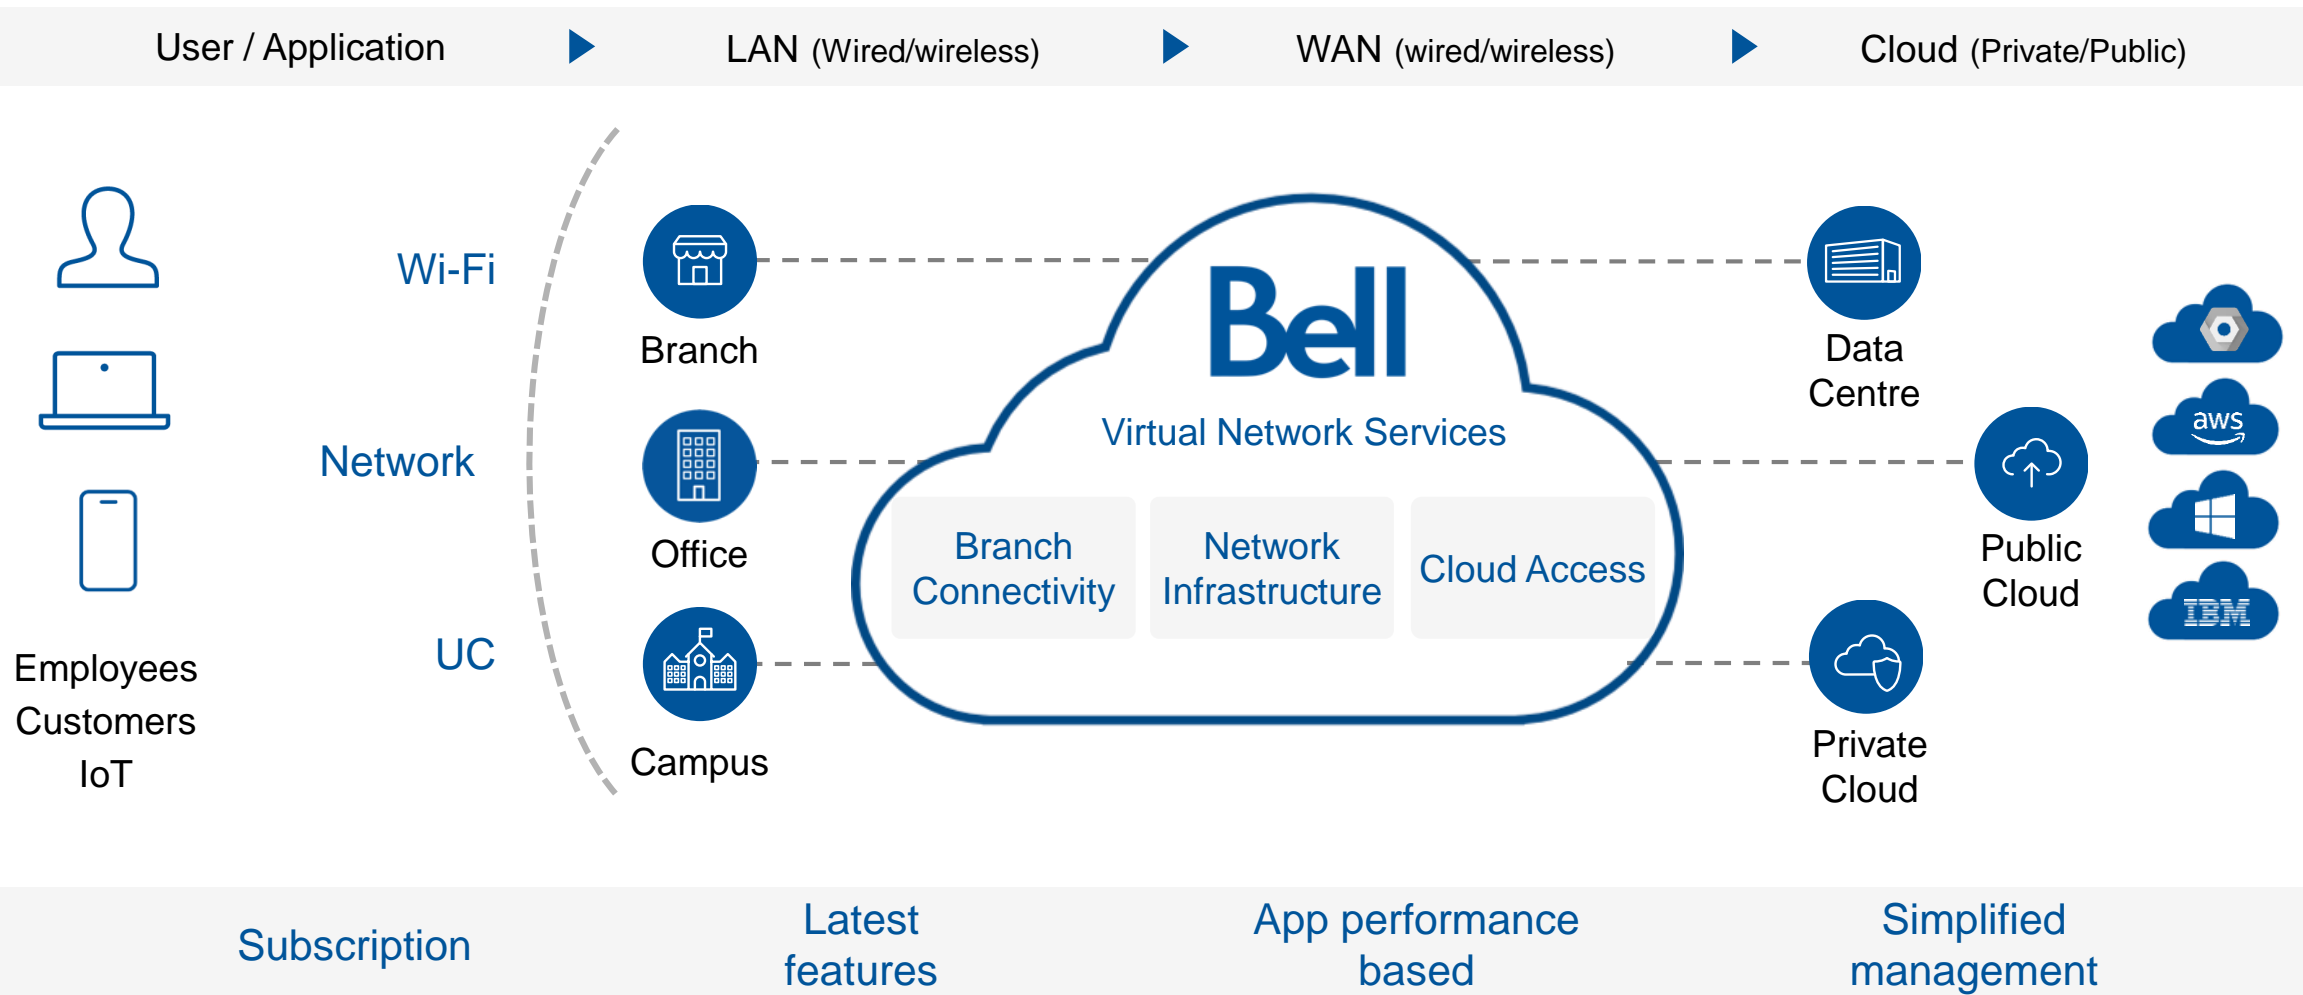 User / Application
LAN (Wired/wireless)
WAN (wired/wireless)
Cloud (Private/Public)
Employees
Customers
IoT
Wi-Fi
Network
UC
Branch
Office
Campus
Bell
Virtual Network Services
Branch
Connectivity
Network
Infrastructure
Cloud Access
Data
Centre
Public
Cloud
Private
Cloud
aws
IBM
Subscription
Latest
features
App performance
based
Simplified
management